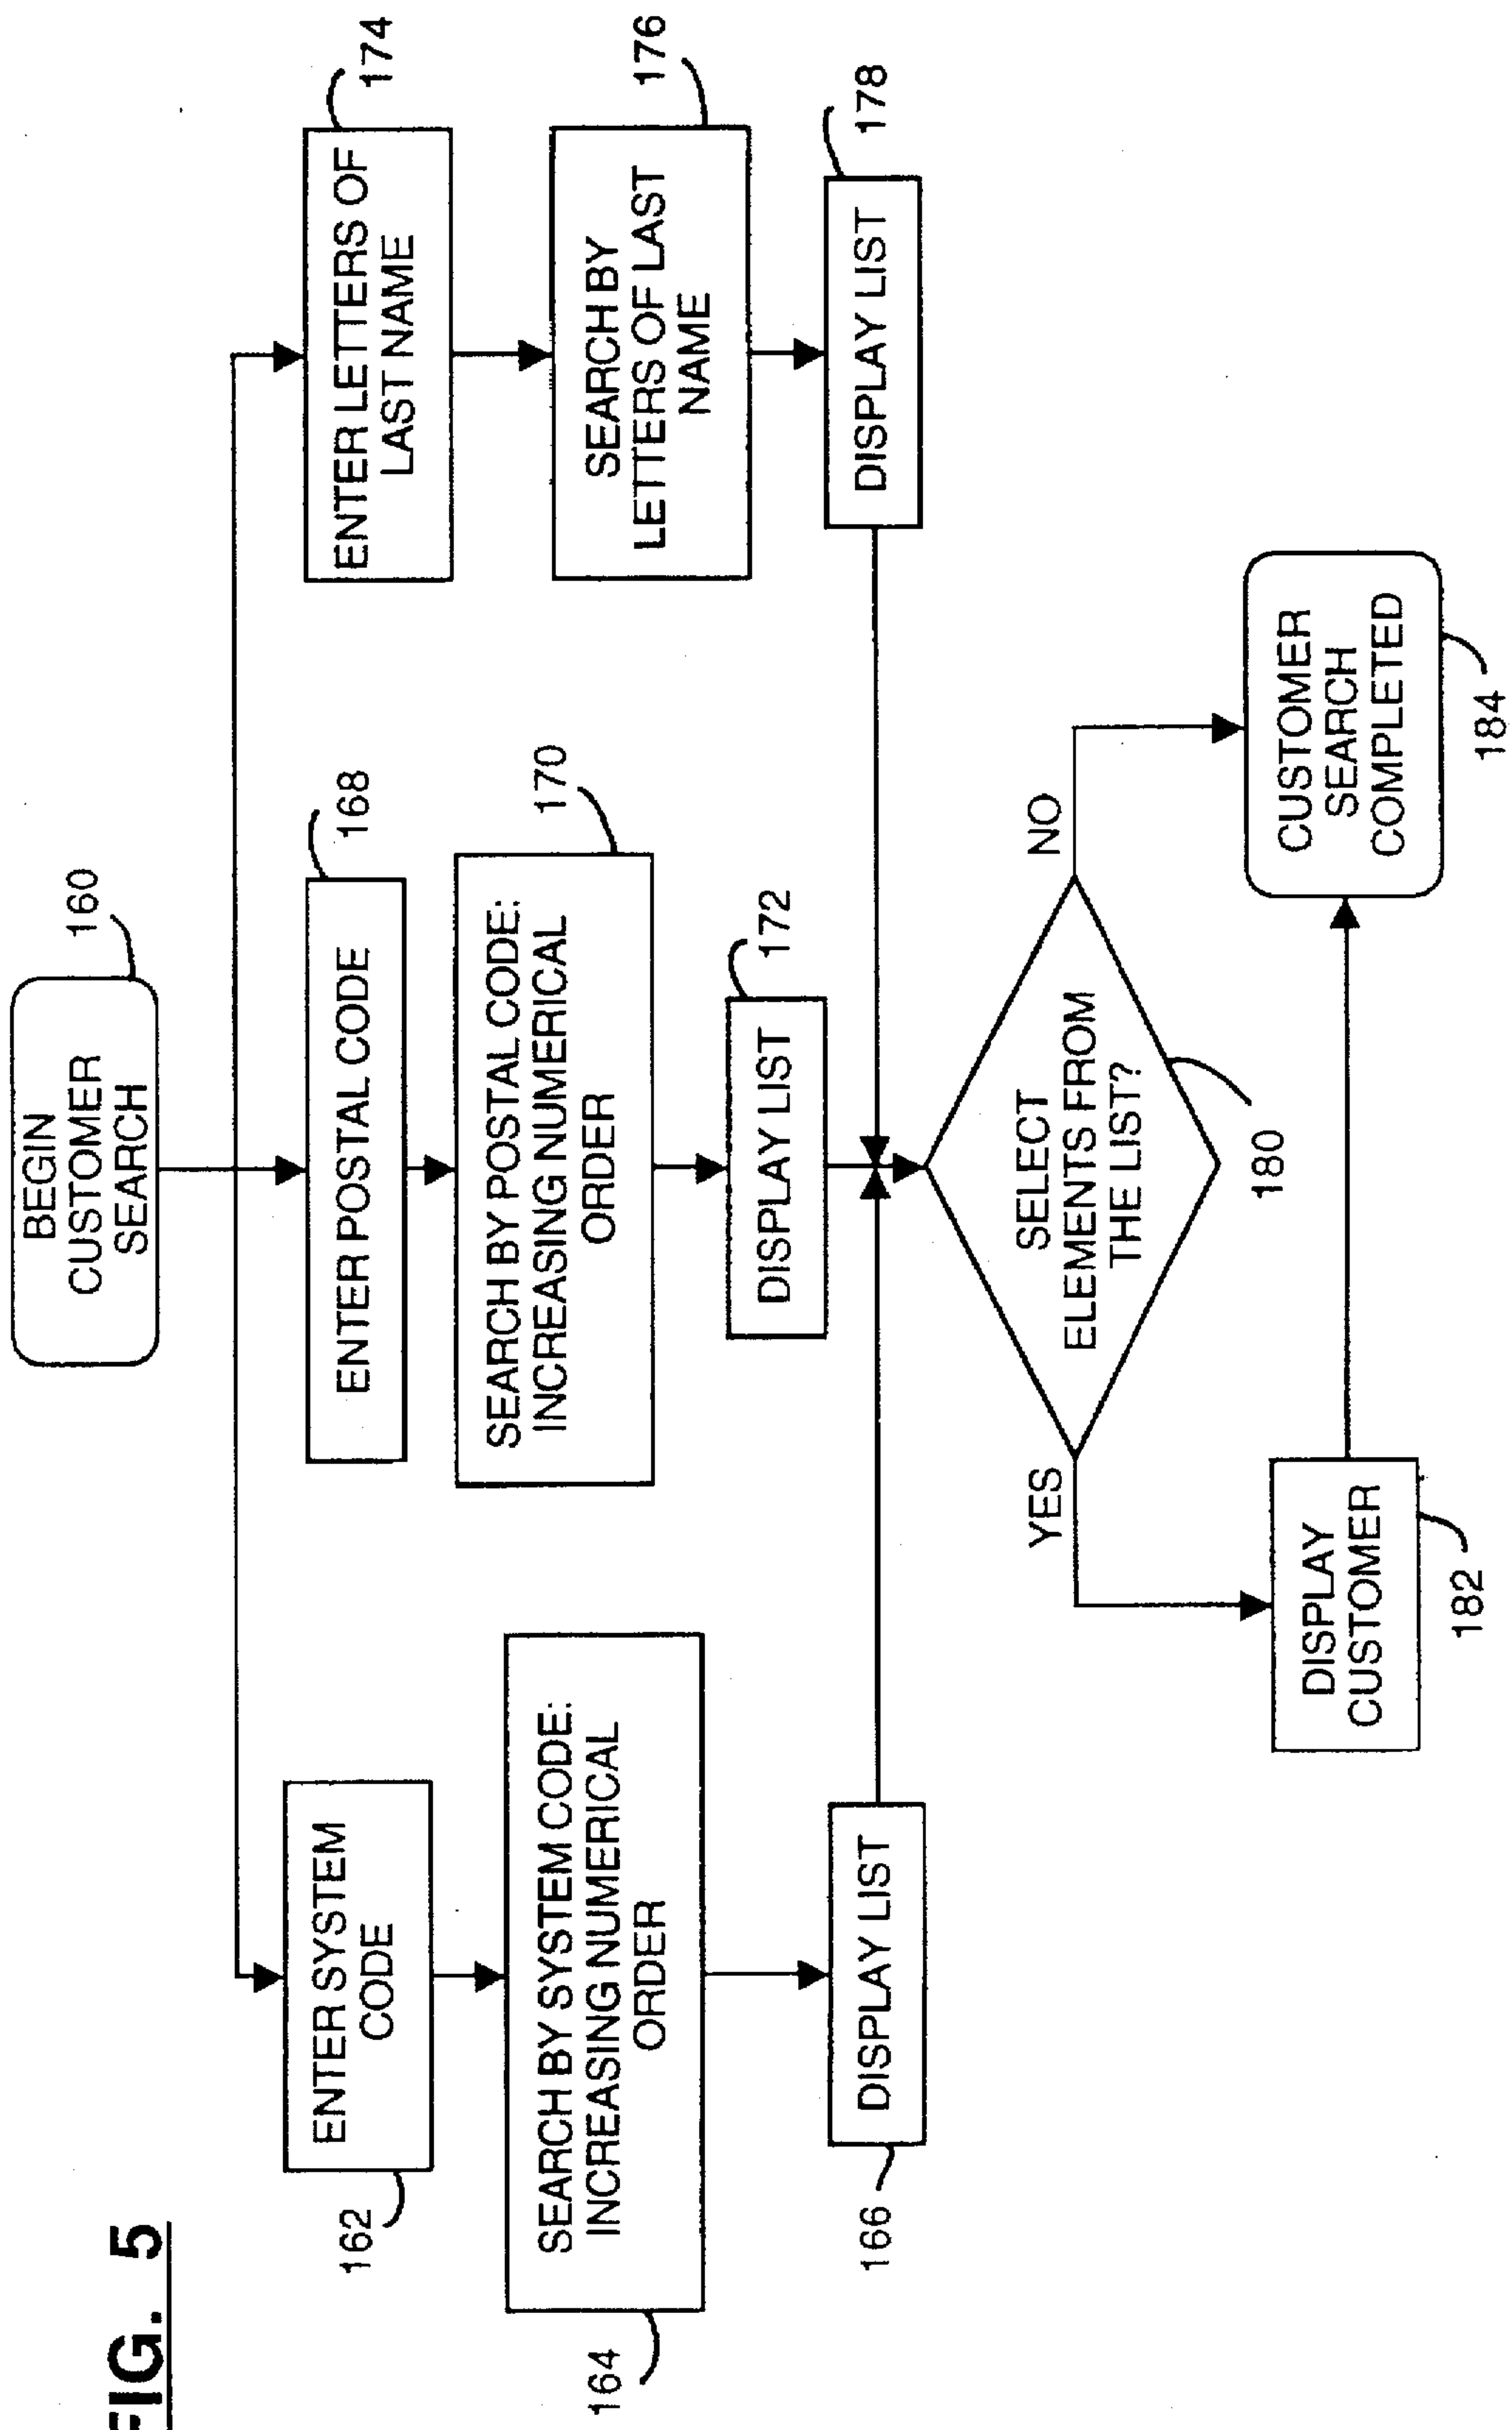 FIG. 5
BEGIN
CUSTOMER
SEARCH
160
ENTER SYSTEM
CODE
162
SEARCH BY SYSTEM CODE:
INCREASING NUMERICAL
ORDER
164
DISPLAY LIST
166
ENTER POSTAL CODE
168
SEARCH BY POSTAL CODE:
INCREASING NUMERICAL
ORDER
170
DISPLAY LIST
172
ENTER LETTERS OF
LAST NAME
174
SEARCH BY
LETTERS OF LAST
NAME
176
DISPLAY LIST
178
SELECT
ELEMENTS FROM
THE LIST?
180
YES
NO
DISPLAY
CUSTOMER
182
CUSTOMER
SEARCH
COMPLETED
184